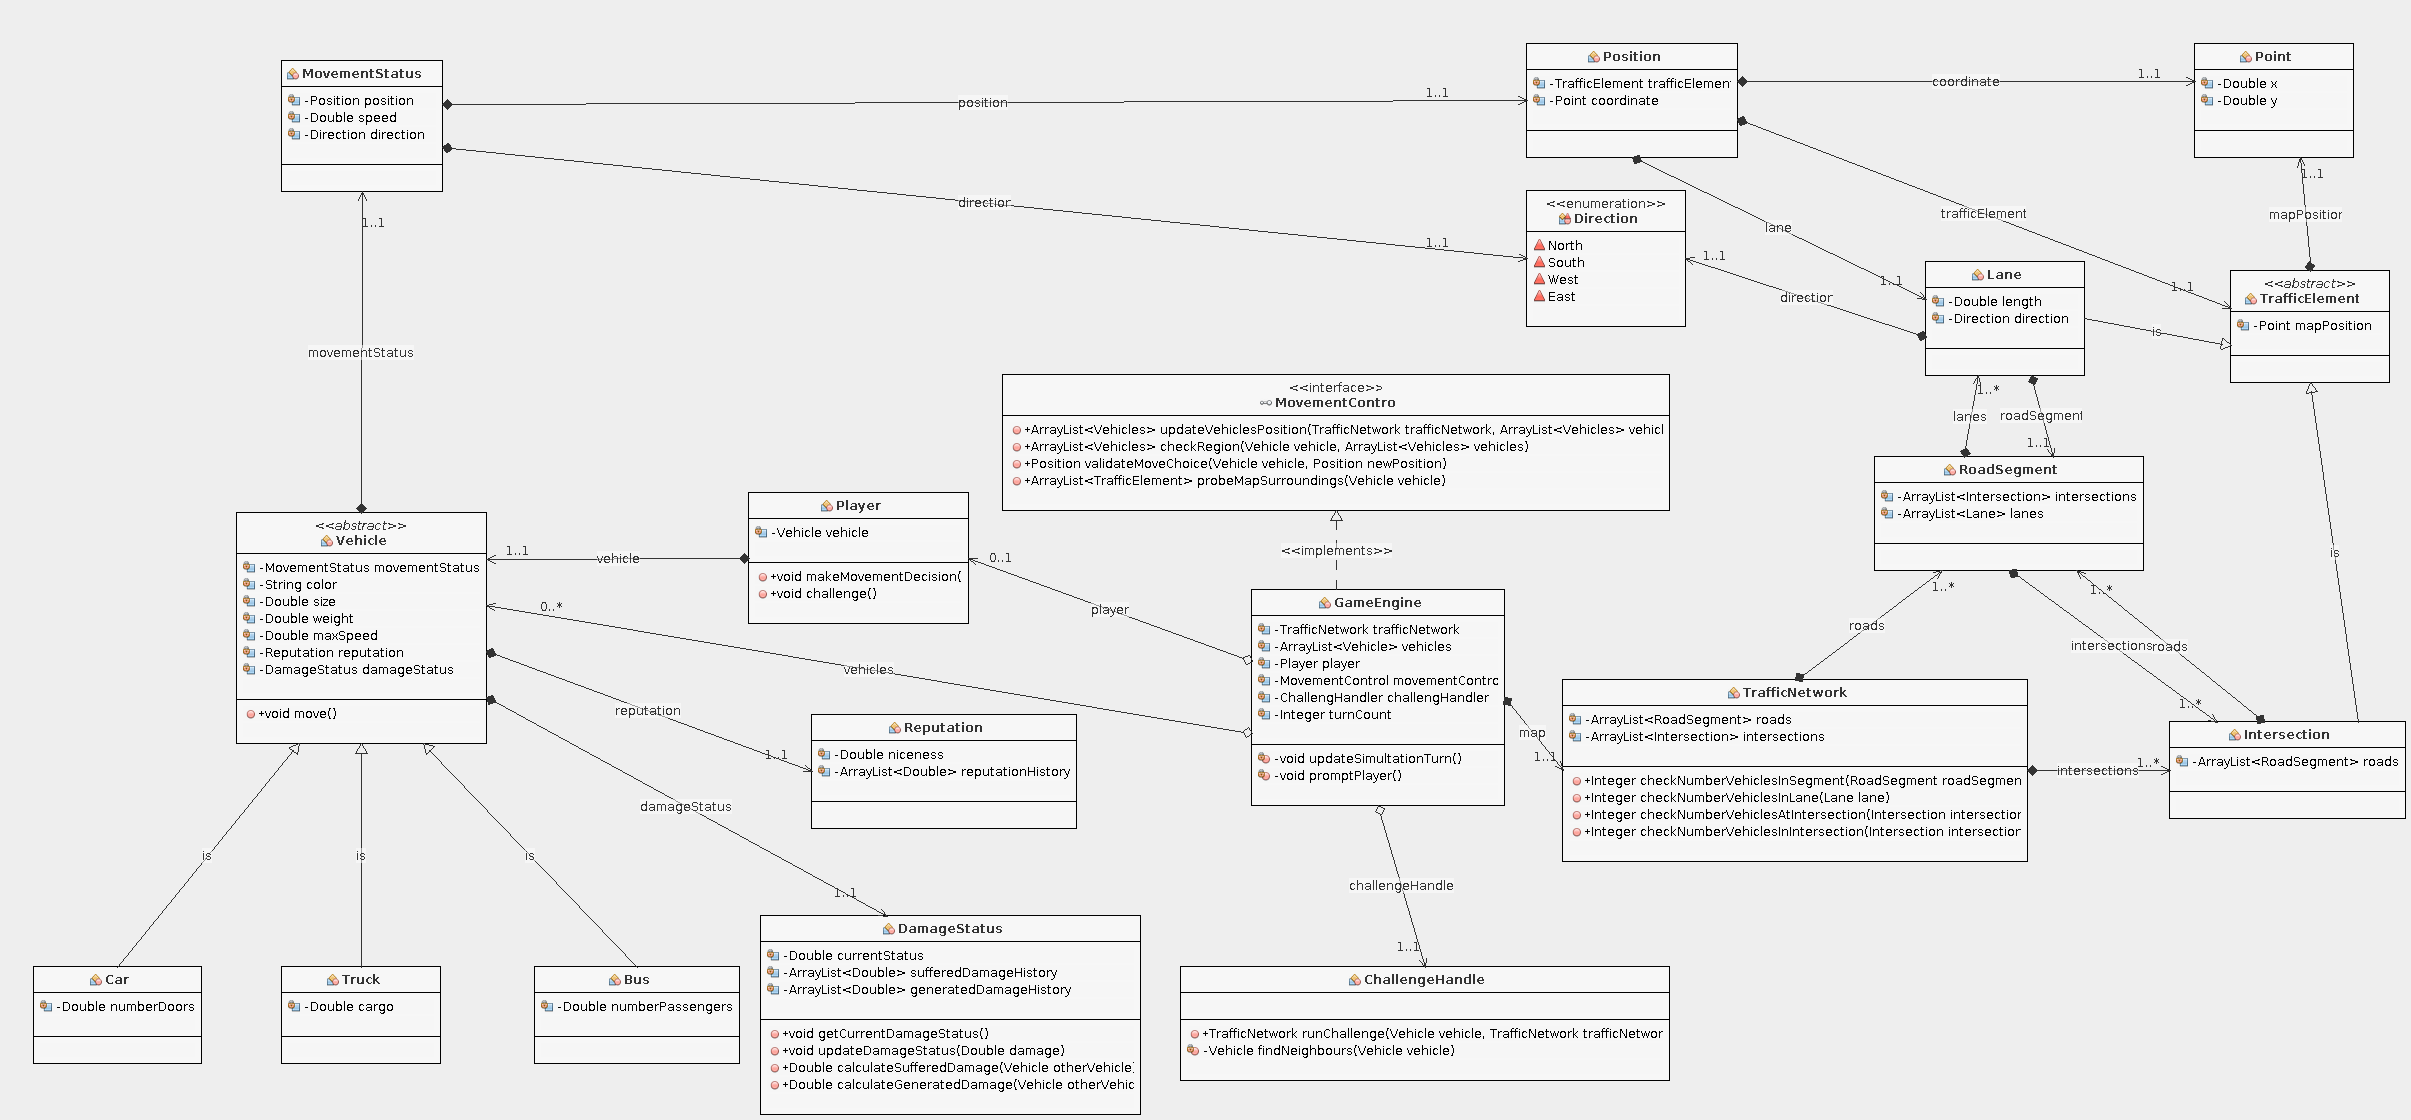 MovementStatus
-Position position
-Double speed
-Direction direction
position
1..1
direction
1..1
1..1
movementStatus
Position
-TrafficElement trafficElemen
-Point coordinate
coordinate
1..1
Point
-Double x
-Double y
1..1
mapPosition
trafficElement
1..1
lane
1..1
<<enumeration>>
Direction
North
South
West
East
1..1
direction
Lane
-Double length
-Direction direction
is
<<abstract>>
TrafficElement
-Point mapPosition
is
1..*
lanes
roadSegment
1..1
<<interface>>
MovementContro
+ArrayList<Vehicles> updateVehiclesPosition(TrafficNetwork trafficNetwork, ArrayList<Vehicles> vehicl
+ArrayList<Vehicles> checkRegion(Vehicle vehicle, ArrayList<Vehicles> vehicles)
+Position validateMoveChoice(Vehicle vehicle, Position newPosition)
+ArrayList<TrafficElement> probeMapSurroundings(Vehicle vehicle)
<<implements>>
RoadSegment
-ArrayList<Intersection> intersections
-ArrayList<Lane> lanes
1..*
roads
1..*
intersections
roads
1..*
<<abstract>>
Vehicle
-MovementStatus movementStatus
-String color
-Double size
-Double weight
-Double maxSpeed
-Reputation reputation
-DamageStatus damageStatus
+void move()
1..1
vehicle
Player
-Vehicle vehicle
+void makeMovementDecision(
+void challenge()
0..1
player
0..*
vehicles
reputation
1..1
Reputation
-Double niceness
-ArrayList<Double> reputationHistory
damageStatus
1..1
GameEngine
-TrafficNetwork trafficNetwork
-ArrayList<Vehicle> vehicles
-Player player
-MovementControl movementContro
-ChallengHandler challengHandler
-Integer turnCount
-void updateSimultationTurn()
-void promptPlayer()
map
1..1
TrafficNetwork
-ArrayList<RoadSegment> roads
-ArrayList<Intersection> intersections
+Integer checkNumberVehiclesInSegment(RoadSegment roadSegmen
+Integer checkNumberVehiclesInLane(Lane lane)
+Integer checkNumberVehiclesAtIntersection(Intersection intersection
+Integer checkNumberVehiclesInIntersection(Intersection intersection
intersections
1..*
Intersection
-ArrayList<RoadSegment> roads
is
is
is
Car
-Double numberDoors
Truck
-Double cargo
Bus
-Double numberPassengers
DamageStatus
-Double currentStatus
-ArrayList<Double> sufferedDamageHistory
-ArrayList<Double> generatedDamageHistory
+void getCurrentDamageStatus()
+void updateDamageStatus(Double damage)
+Double calculateSufferedDamage(Vehicle otherVehicle)
+Double calculateGeneratedDamage(Vehicle otherVehic
challengeHandle
1..1
ChallengeHandle
+TrafficNetwork runChallenge(Vehicle vehicle, TrafficNetwork trafficNetwor
-Vehicle findNeighbours(Vehicle vehicle)